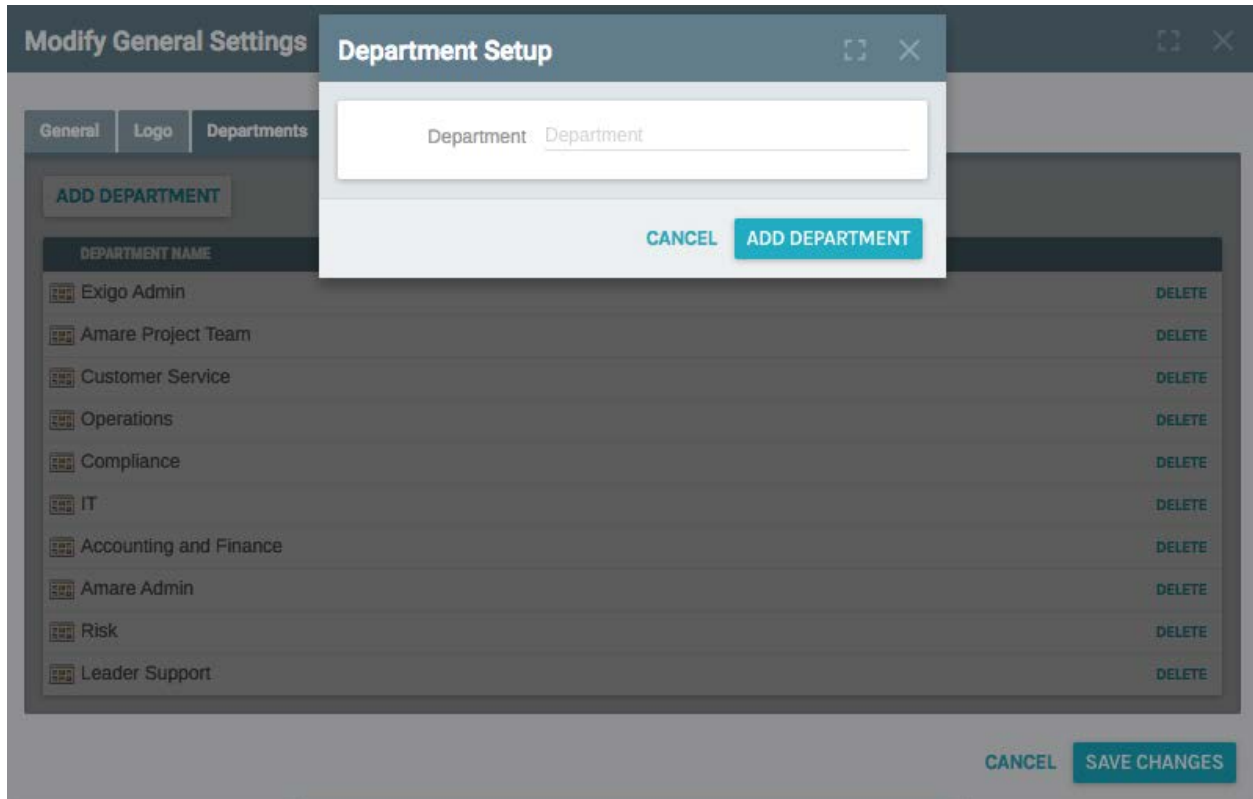 Modify General Settings
Department Setup
General Logo Departments
Department Department
ADD DEPARTMENT
CANCEL ADD DEPARTMENT
DEPARTMENT NAME
Exigo Admin DELETE
Amare Project Team DELETE
Customer Service DELETE
Operations DELETE
Compliance DELETE
IT DELETE
Accounting and Finance DELETE
Amare Admin DELETE
Risk DELETE
Leader Support DELETE
CANCEL SAVE CHANGES